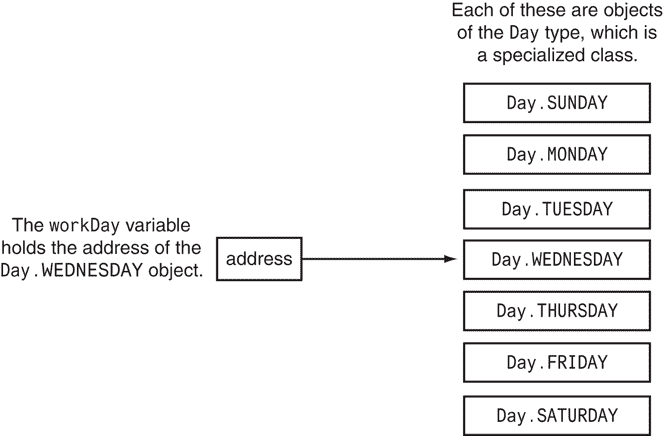 Each of these are objects
of the Day type, which is
a specialized class.
Day.SUNDAY
Day.MONDAY
Day.TUESDAY
The workDay variable
holds the address of the
Day.WEDNESDAY object.
address
Day.WEDNESDAY
Day.THURSDAY
Day.FRIDAY
Day.SATURDAY